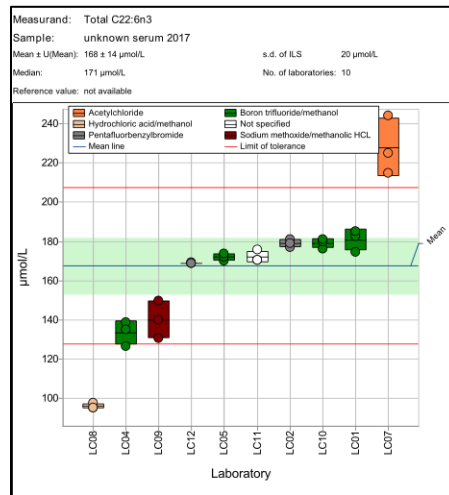 Measurand: Total C22:6n3
Sample: unknown serum 2017
Mean ± U(Mean): 168 ± 14 µmol/L s.d. of ILS 20 µmol/L
Median: 171 µmol/L No. of laboratories: 10
Reference value: not available
Acetylchloride Boron trifluoride/methanol
Hydrochloric acid/methanol Not specified
Pentafluorbenzylbromide Sodium methoxide/methanolic HCL
Mean line Limit of tolerance
240
220
200
180
160
140
120
100
µmol/L
Mean
LC08 LC04 LC09 LC12 LC05 LC11 LC02 LC10 LC01 LC07
Laboratory